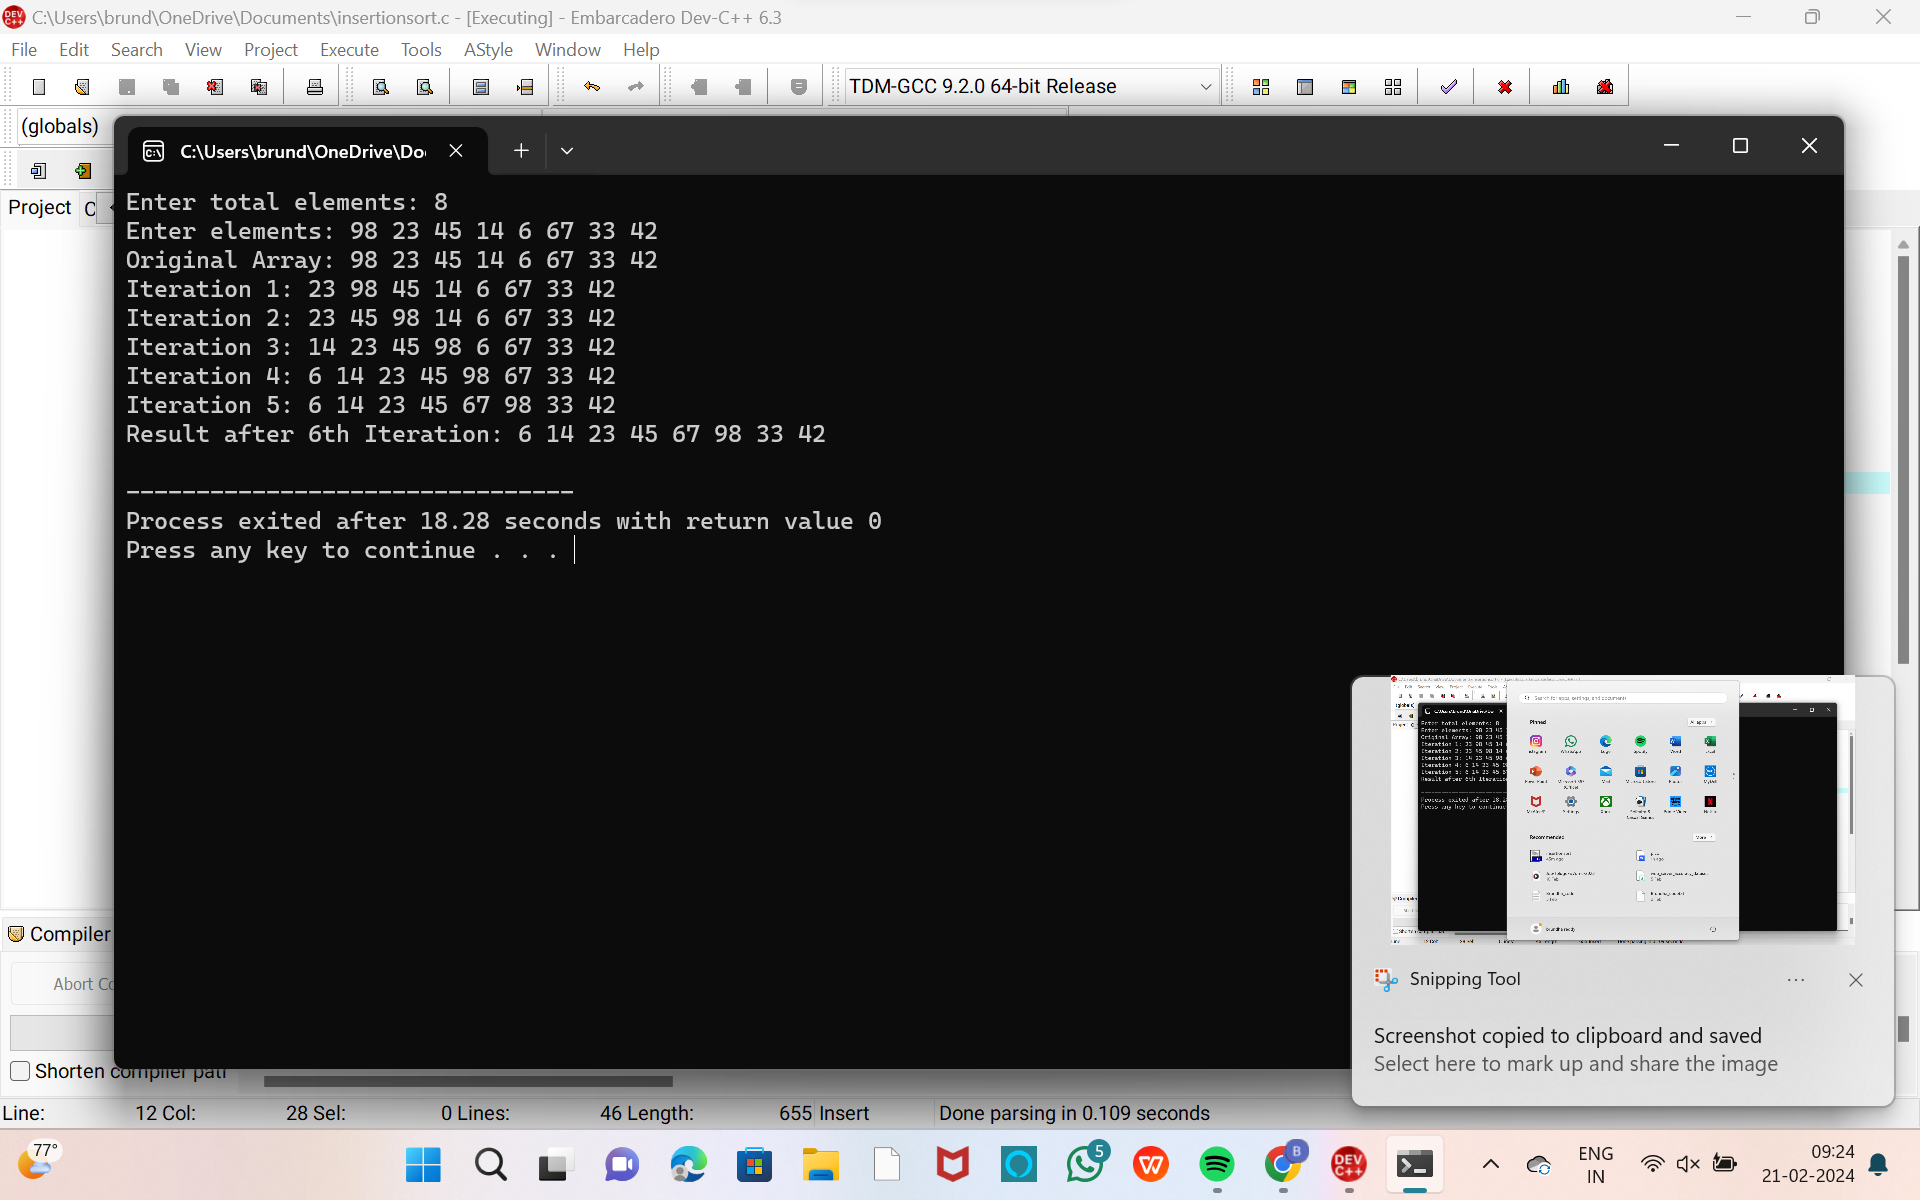 C:\Users\brund\OneDrive\Documents\insertionsort.c - [Executing] - Embarcadero Dev-C++ 6.3
File Edit Search View Project Execute Tools AStyle Window Help
TDM-GCC 9.2.0 64-bit Release
(globals)
C:\Users\brund\OneDrive\Do
Project C
Enter total elements: 8
Enter elements: 98 23 45 14 6 67 33 42
Original Array: 98 23 45 14 6 67 33 42
Iteration 1: 23 98 45 14 6 67 33 42
Iteration 2: 23 45 98 14 6 67 33 42
Iteration 3: 14 23 45 98 6 67 33 42
Iteration 4: 6 14 23 45 98 67 33 42
Iteration 5: 6 14 23 45 67 98 33 42
Result after 6th Iteration: 6 14 23 45 67 98 33 42
--------------------------------
Process exited after 18.28 seconds with return value 0
Press any key to continue . . .
Compiler
Abort Co
Shorten compiler
Snipping Tool
Screenshot copied to clipboard and saved
Select here to mark up and share the image
Line: 12 Col: 28 Sel: 0 Lines: 46 Length: 655 Insert Done parsing in 0.109 seconds
77°
5
B
DEV C++
ENG
IN
09:24
21-02-2024